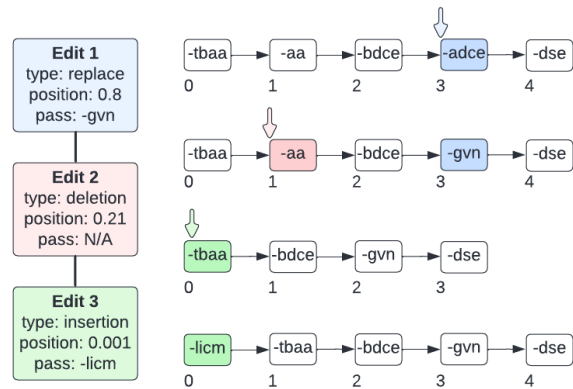 Edit 1
type: replace
position: 0.8
pass: -gvn
Edit 2
type: deletion
position: 0.21
pass: N/A
Edit 3
type: insertion
position: 0.001
pass: -licm
-tbaa -aa -bdce -adce -dse
0 1 2 3 4
-tbaa -aa -bdce -gvn -dse
0 1 2 3 4
-tbaa -bdce -gvn -dse
0 1 2 3
-licm -tbaa -bdce -gvn -dse
0 1 2 3 4